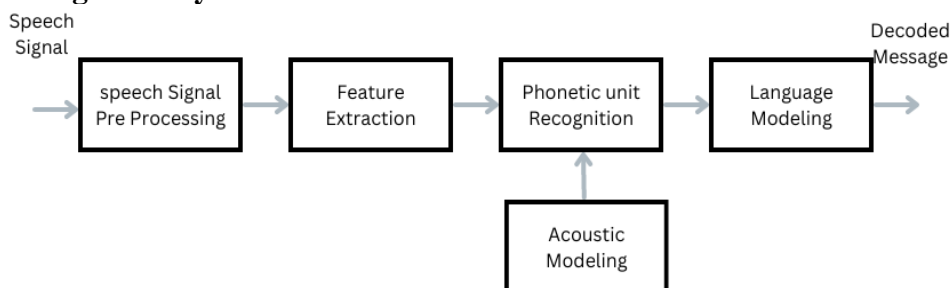 Speech
Signal
Decoded
Message
speech Signal
Pre Processing
Feature
Extraction
Phonetic unit
Recognition
Language
Modeling
Acoustic
Modeling